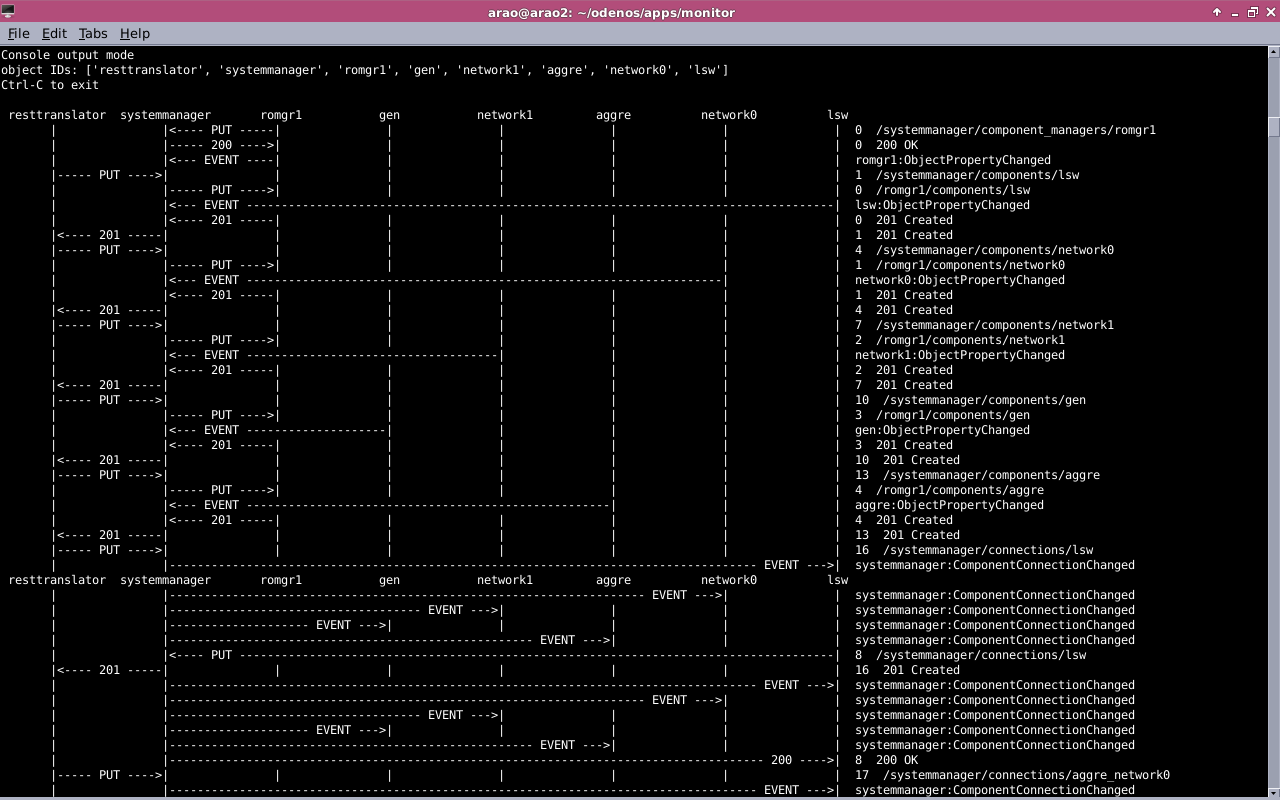 arao@arao2: ~/odenos/apps/monitor
File Edit Tabs Help
Console output mode
object IDs: ['resttranslator', 'systemmanager', 'romgr1', 'gen', 'network1', 'aggre', 'network0', 'lsw']
Ctrl-C to exit
resttranslator systemmanager romgr1 gen network1 aggre network0 lsw
|<---- PUT -----| 0 /systemmanager/component_managers/romgr1
|----- 200 ---->| 0 200 OK
|<--- EVENT ----| romgr1:ObjectPropertyChanged
|----- PUT ---->| 1 /systemmanager/components/lsw
|----- PUT ---->| 0 /romgr1/components/lsw
|<--- EVENT ----| lsw:ObjectPropertyChanged
|<---- 201 -----| 0 201 Created
|<---- 201 -----| 1 201 Created
|----- PUT ---->| 4 /systemmanager/components/network0
|----- PUT ---->| 1 /romgr1/components/network0
|<--- EVENT ----| network0:ObjectPropertyChanged
|<---- 201 -----| 1 201 Created
|<---- 201 -----| 4 201 Created
|----- PUT ---->| 7 /systemmanager/components/network1
|----- PUT ---->| 2 /romgr1/components/network1
|<--- EVENT ----| network1:ObjectPropertyChanged
|<---- 201 -----| 2 201 Created
|<---- 201 -----| 7 201 Created
|----- PUT ---->| 10 /systemmanager/components/gen
|----- PUT ---->| 3 /romgr1/components/gen
|<--- EVENT ----| gen:ObjectPropertyChanged
|<---- 201 -----| 3 201 Created
|<---- 201 -----| 10 201 Created
|----- PUT ---->| 13 /systemmanager/components/aggre
|----- PUT ---->| 4 /romgr1/components/aggre
|<--- EVENT ----| aggre:ObjectPropertyChanged
|<---- 201 -----| 4 201 Created
|<---- 201 -----| 13 201 Created
|----- PUT ---->| 16 /systemmanager/connections/lsw
|---- EVENT --->| systemmanager:ComponentConnectionChanged
resttranslator systemmanager romgr1 gen network1 aggre network0 lsw
|---- EVENT --->| systemmanager:ComponentConnectionChanged
|---- EVENT --->| systemmanager:ComponentConnectionChanged
|---- EVENT --->| systemmanager:ComponentConnectionChanged
|---- EVENT --->| systemmanager:ComponentConnectionChanged
|<---- PUT -----| 8 /systemmanager/connections/lsw
|<---- 201 -----| 16 201 Created
|---- EVENT --->| systemmanager:ComponentConnectionChanged
|---- EVENT --->| systemmanager:ComponentConnectionChanged
|---- EVENT --->| systemmanager:ComponentConnectionChanged
|---- EVENT --->| systemmanager:ComponentConnectionChanged
|---- EVENT --->| systemmanager:ComponentConnectionChanged
|----- 200 ---->| 8 200 OK
|----- PUT ---->| 17 /systemmanager/connections/aggre_network0
|---- EVENT --->| systemmanager:ComponentConnectionChanged